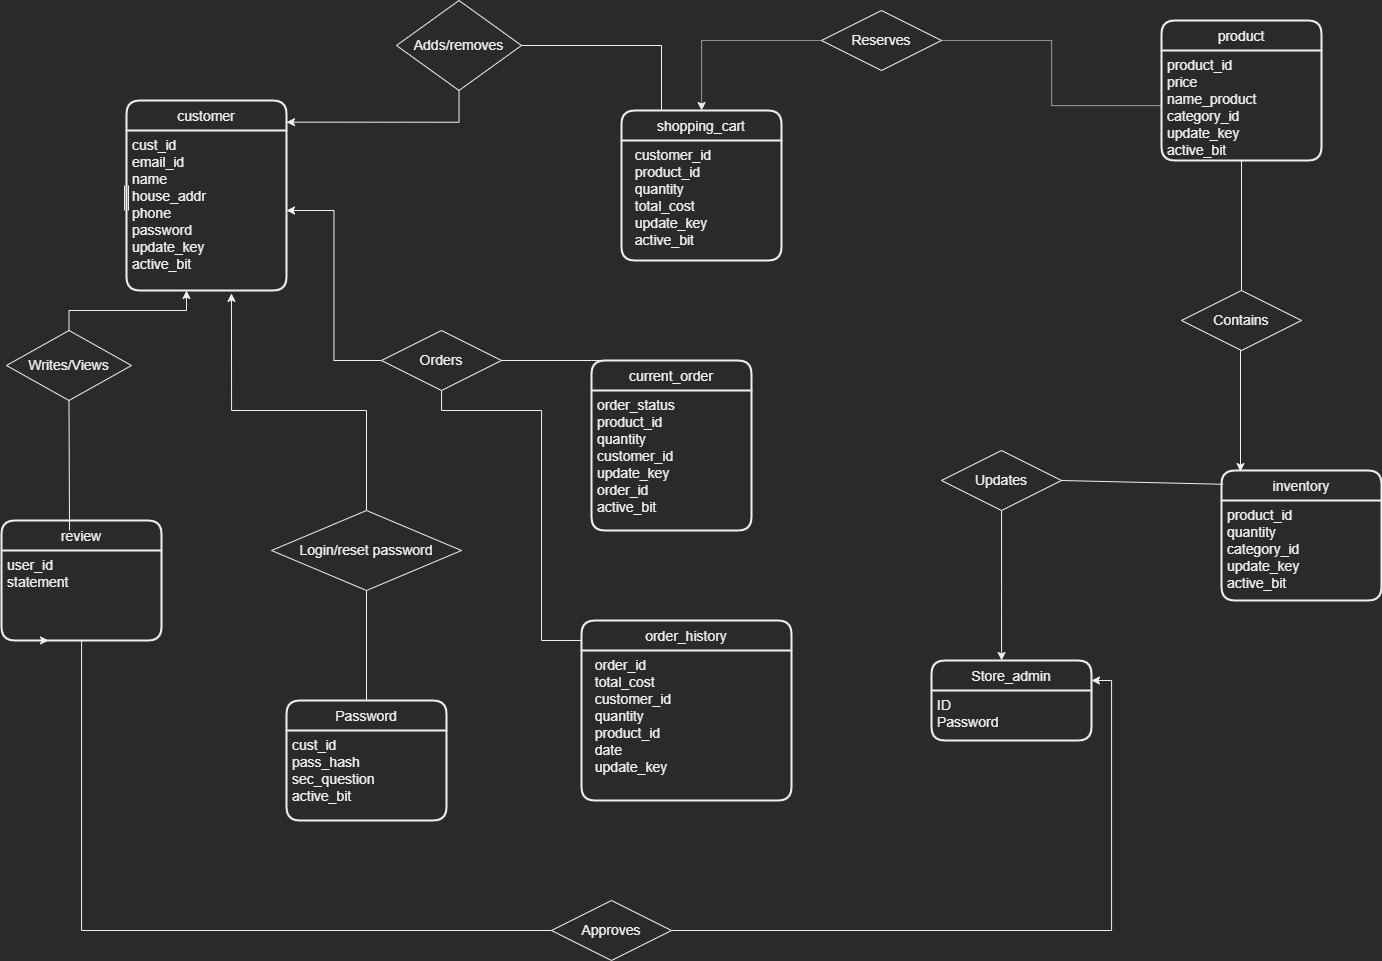 Adds/removes
Reserves
product
product_id
price
name_product
category_id
update_key
active_bit
customer
cust_id
email_id
name
house_addr
phone
password
update_key
active_bit
shopping_cart
customer_id
product_id
quantity
total_cost
update_key
active_bit
Contains
Writes/Views
Orders
current_order
order_status
product_id
quantity
customer_id
update_key
order_id
active_bit
Updates
inventory
product_id
quantity
category_id
update_key
active_bit
review
user_id
statement
Login/reset password
order_history
order_id
total_cost
customer_id
quantity
product_id
date
update_key
Store_admin
ID
Password
Password
cust_id
pass_hash
sec_question
active_bit
Approves